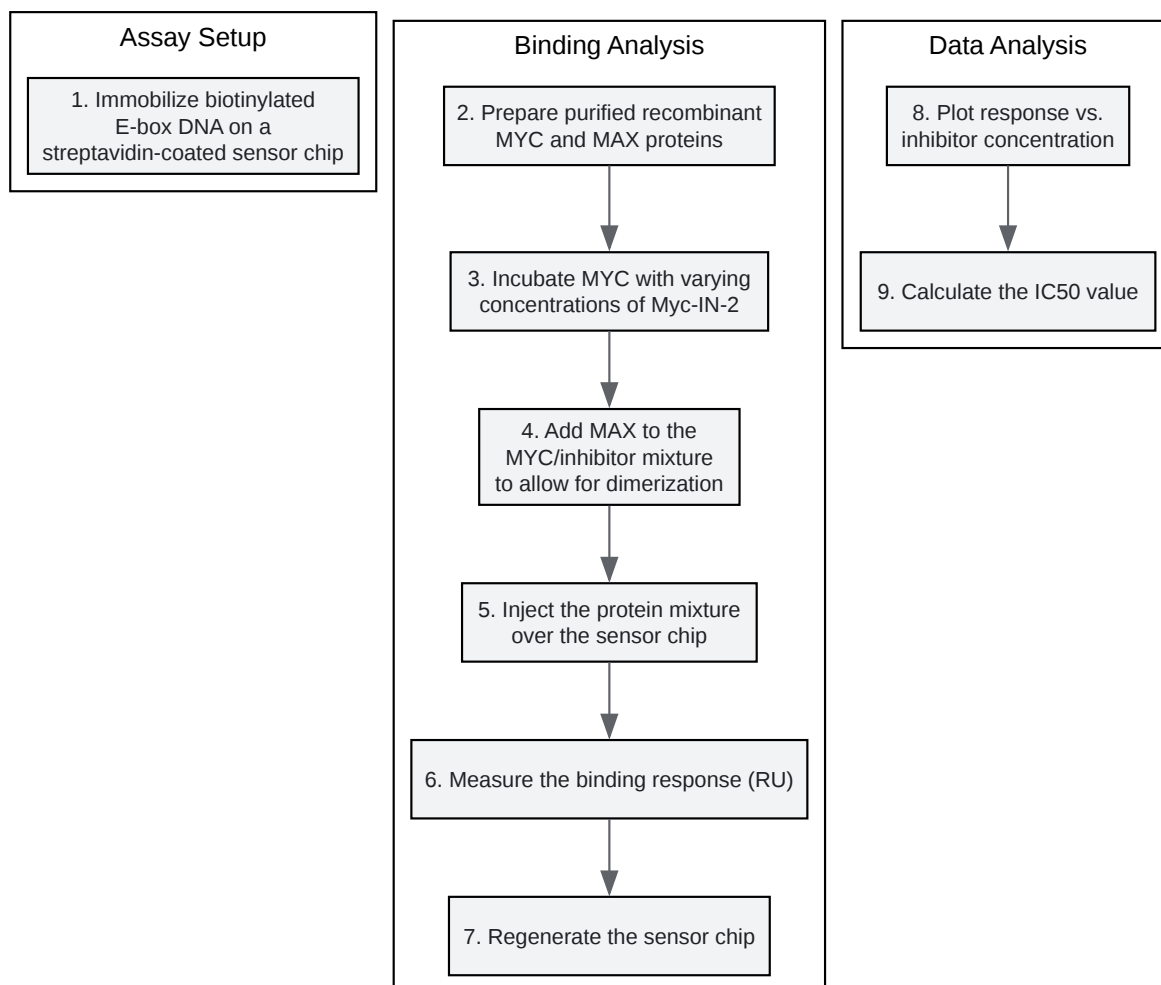 Assay Setup
1. Immobilize biotinylated
E-box DNA on a
streptavidin-coated sensor chip
Binding Analysis
2. Prepare purified recombinant
MYC and MAX proteins
3. Incubate MYC with varying
concentrations of Myc-IN-2
4. Add MAX to the
MYC/inhibitor mixture
to allow for dimerization
5. Inject the protein mixture
over the sensor chip
6. Measure the binding response (RU)
7. Regenerate the sensor chip
Data Analysis
8. Plot response vs.
inhibitor concentration
9. Calculate the IC50 value